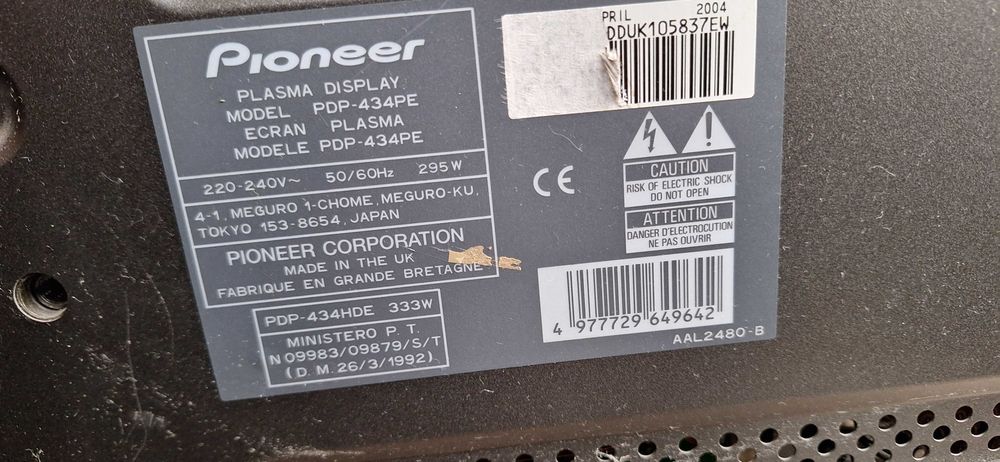 Pioneer
PLASMA DISPLAY
MODEL PDP-434PE
ECRAN PLASMA
MODELE PDP-434PE
220-240V~ 50/60Hz 295W
4-1, MEGURO 1-CHOME, MEGURO-KU,
TOKYO 153-8654, JAPAN
PIONEER CORPORATION
MADE IN THE UK
FABRIQUE EN GRANDE BRETAGNE
PDP-434HDE 333W
MINISTERO P. T.
N 09983/09879/S/T
(D. M. 26/3/1992)
PRIL 2004
DDUK105837EW
CE
CAUTION
RISK OF ELECTRIC SHOCK
DO NOT OPEN
ATTENTION
DANGER D'ELECTROCUTION
NE PAS OUVRIR
4 977729 649642
AAL2480-B